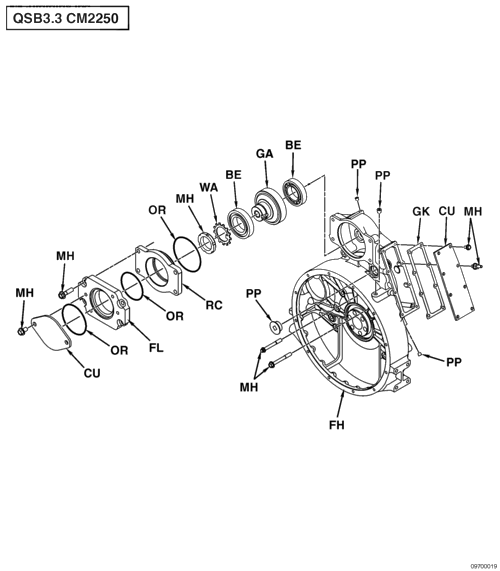 QSB3.3 CM2250
BE
GA
PP
PP
BE
WA
MH
GK
CU
MH
OR
MH
MH
RC
OR
PP
OR
FL
CU
PP
MH
FH
09700019